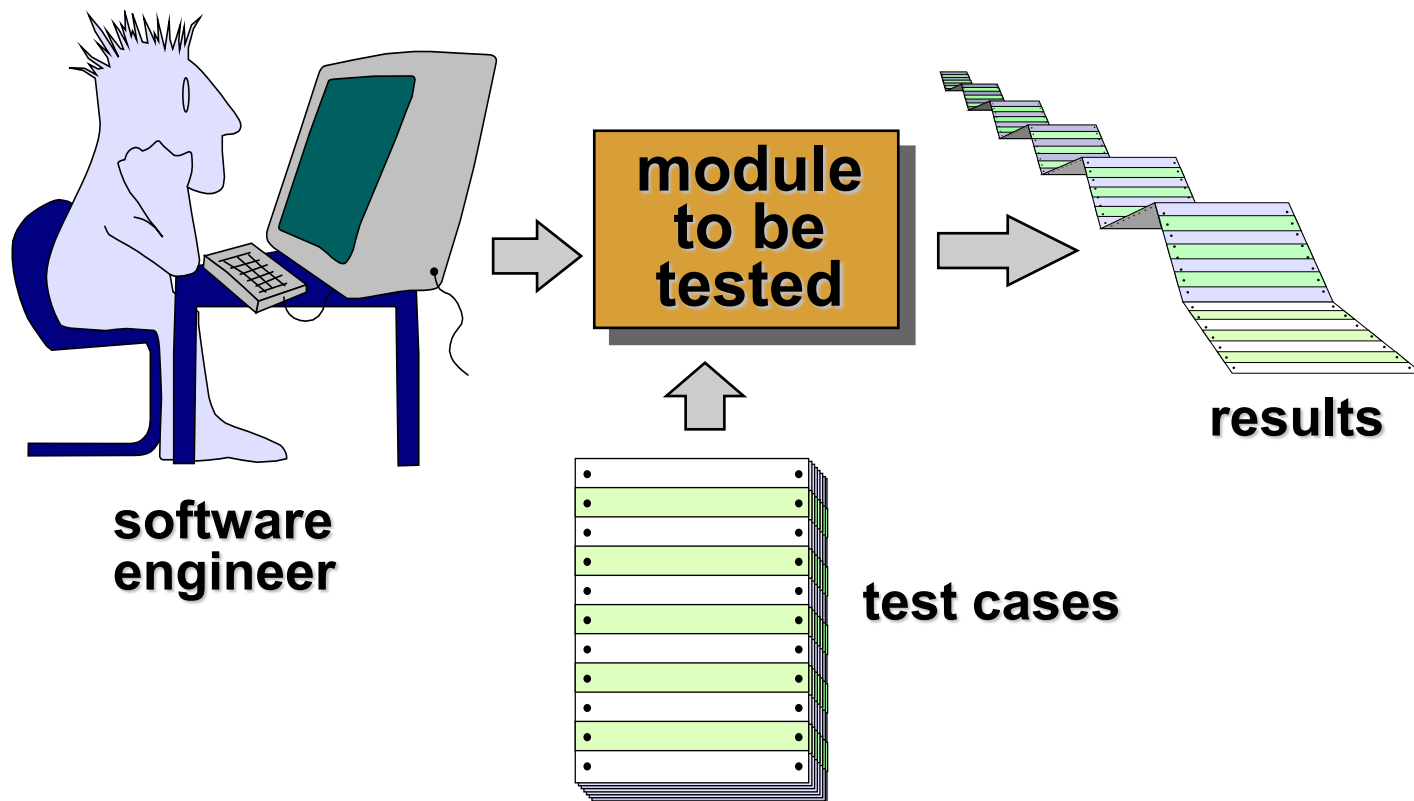 module
to be
tested
results
software
engineer
test cases